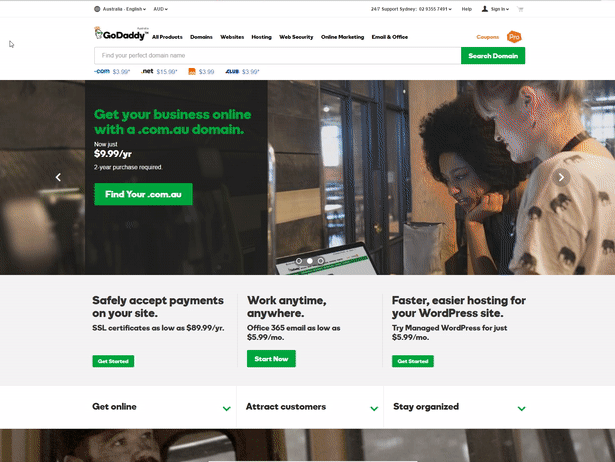 Australia - English
AUD
24/7 Support Sydney: 02 9355 7491
Help
Sign In
GoDaddy™
All Products
Domains
Websites
Hosting
Web Security
Online Marketing
Email & Office
Coupons
Pro
Find your perfect domain name
Search Domain
.com $3.99*
.net $15.99*
$3.99
.CLUB $3.99*
Get your business online
with a .com.au domain.
Now just
$9.99/yr
2-year purchase required
Find Your .com.au
Safely accept payments
on your site.
SSL certificates as low as $89.99/yr.
Get Started
Work anytime,
anywhere.
Office 365 email as low as
$5.99/mo.
Start Now
Faster, easier hosting for
your WordPress site.
Try Managed WordPress for just
$5.99/mo.
Get Started
Get online
Attract customers
Stay organized